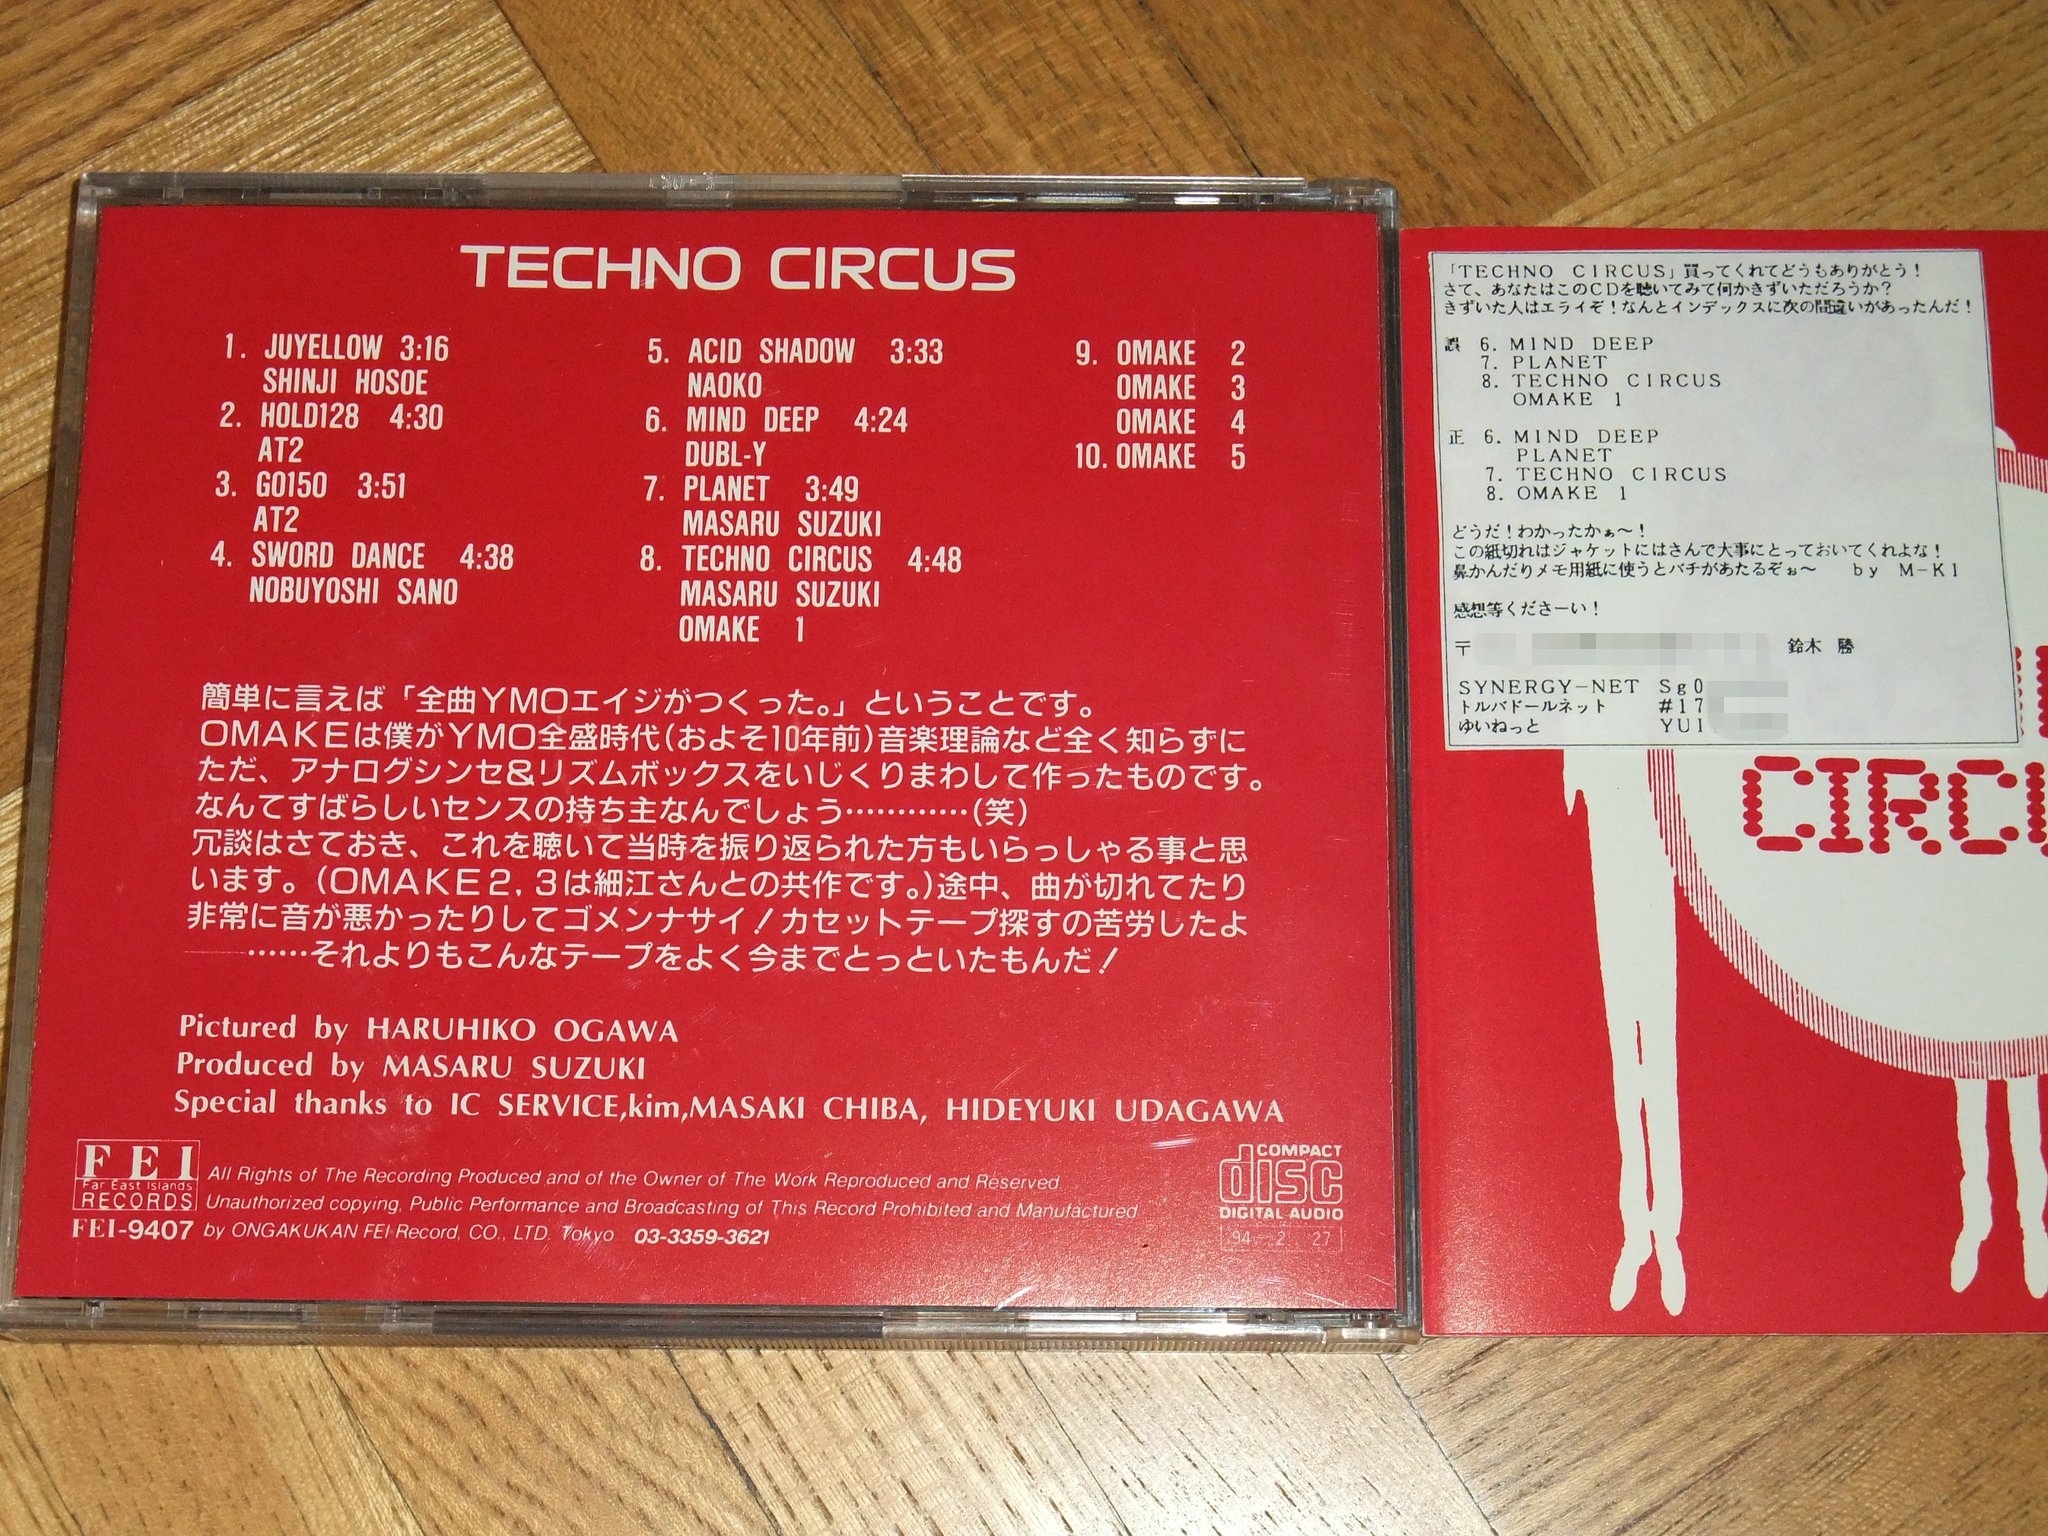 TECHNO CIRCUS
1. JUYELLOW 3:16
SHINJI HOSOE
2. HOLD128 4:30
AT2
3. GO150 3:51
AT2
4. SWORD DANCE 4:38
NOBUYOSHI SANO
5. ACID SHADOW 3:33
NAOKO
6. MIND DEEP 4:24
DUBL-Y
7. PLANET 3:49
MASARU SUZUKI
8. TECHNO CIRCUS 4:48
MASARU SUZUKI
OMAKE 1
9. OMAKE 2
OMAKE 3
OMAKE 4
10. OMAKE 5
簡単に言えば「全曲YMOエイジがつくった。」ということです。
OMAKEは僕がYMO全盛時代(およそ10年前)音楽理論など全く知らずに
ただ、アナログシンセ&リズムボックスをいじくりまわして作ったものです。
なんてすばらしいセンスの持ち主なんでしょう…………(笑)
冗談はさておき、これを聴いて当時を振り返られた方もいらっしゃる事と思
います。(OMAKE2,3は細江さんとの共作です。)途中、曲が切れてたり
非常に音が悪かったりしてゴメンナサイ!カセットテープ探すの苦労したよ
……それよりもこんなテープをよく今までとっといたもんだ!
Pictured by HARUHIKO OGAWA
Produced by MASARU SUZUKI
Special thanks to IC SERVICE,kim,MASAKI CHIBA, HIDEYUKI UDAGAWA
FEI
Far East Islands
RECORDS
FEI-9407
All Rights of The Recording Produced and of the Owner of The Work Reproduced and Reserved.
Unauthorized copying, Public Performance and Broadcasting of This Record Prohibited and Manufactured
by ONGAKUKAN FEI Record, CO., LTD. Tokyo 03-3359-3621
COMPACT
disc
DIGITAL AUDIO
94 2 27
「TECHNO CIRCUS」買ってくれてどうもありがとう!
さて、あなたはこのCDを聴いてみて何かきずいただろうか?
きずいた人はエライぞ!なんとインデックスに次の間違いがあったんだ!
誤 6. MIND DEEP
7. PLANET
8. TECHNO CIRCUS
OMAKE 1
正 6. MIND DEEP
PLANET
7. TECHNO CIRCUS
8. OMAKE 1
どうだ!わかったかぁ~!
この紙切れはジャケットにはさんで大事にとっておいてくれよな!
鼻かんだりメモ用紙に使うとバチがあたるぞぉ~ by M-KI
感想等くださーい!
〒 鈴木 勝
SYNERGY-NET Sg0
トルバドールネット #17
ゆいねっと YUI
CIRCU